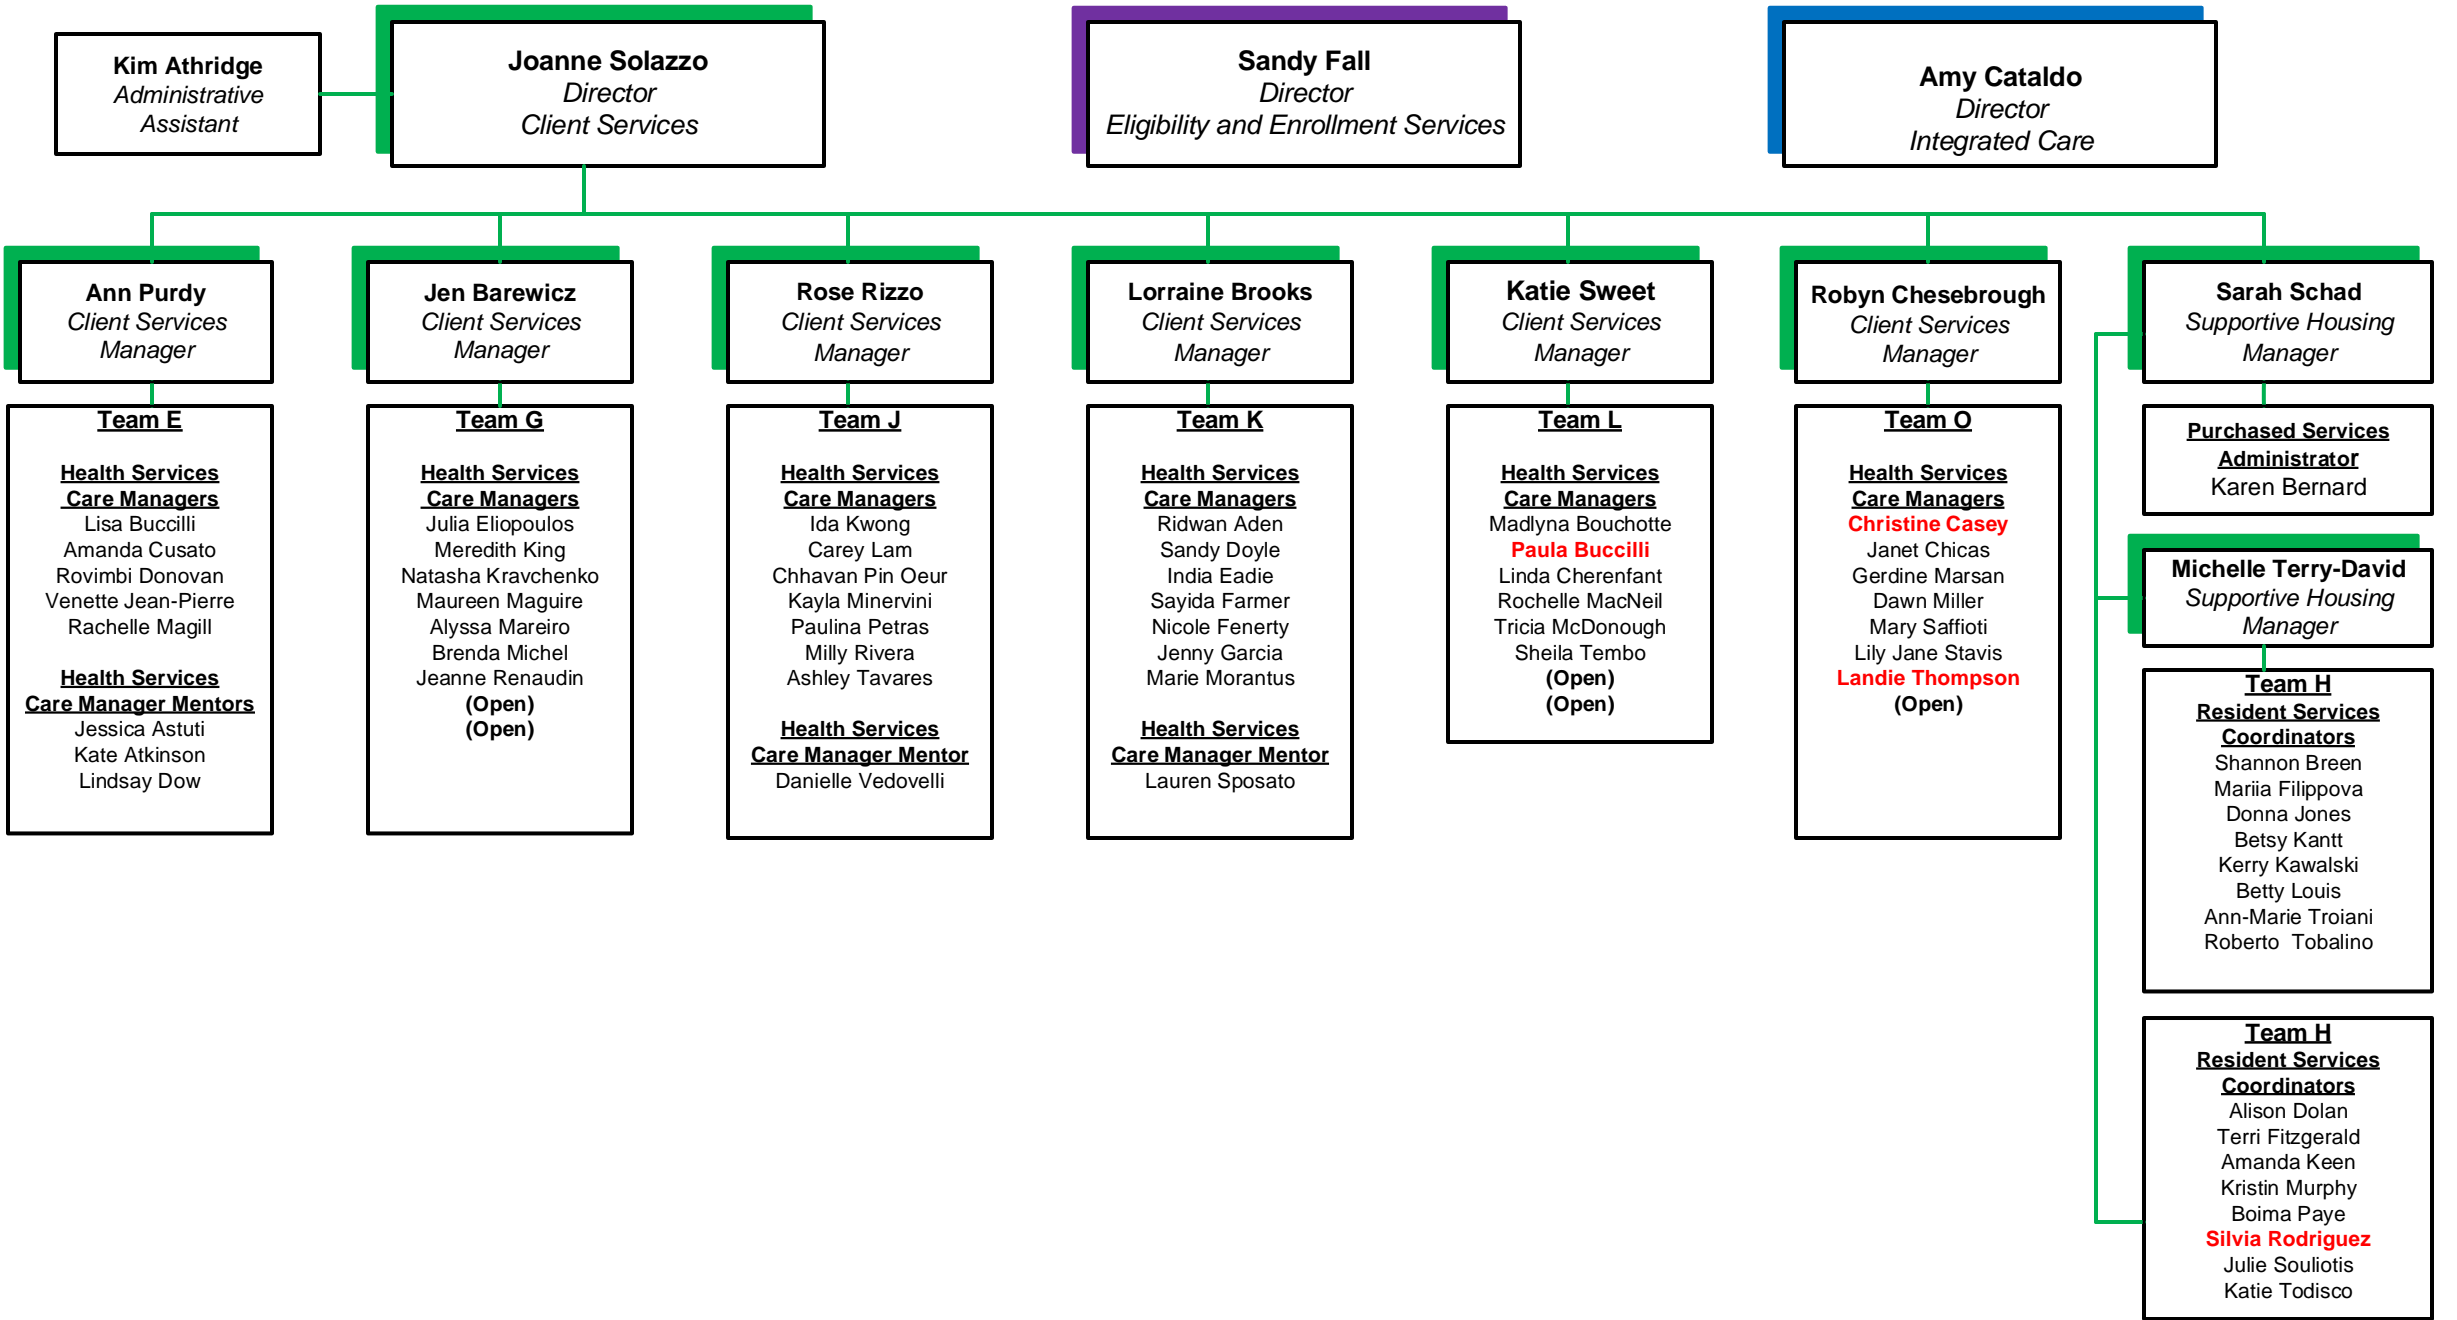 Kim Athridge
Administrative
Assistant
Joanne Solazzo
Director
Client Services
Sandy Fall
Director
Eligibility and Enrollment Services
Amy Cataldo
Director
Integrated Care
Ann Purdy
Client Services
Manager
Jen Barewicz
Client Services
Manager
Rose Rizzo
Client Services
Manager
Lorraine Brooks
Client Services
Manager
Katie Sweet
Client Services
Manager
Robyn Chesebrough
Client Services
Manager
Sarah Schad
Supportive Housing
Manager
Team E
Health Services
Care Managers
Lisa Buccilli
Amanda Cusato
Rovimbi Donovan
Venette Jean-Pierre
Rachelle Magill
Health Services
Care Manager Mentors
Jessica Astuti
Kate Atkinson
Lindsay Dow
Team G
Health Services
Care Managers
Julia Eliopoulos
Meredith King
Natasha Kravchenko
Maureen Maguire
Alyssa Mareiro
Brenda Michel
Jeanne Renaudin
(Open)
(Open)
Team J
Health Services
Care Managers
Ida Kwong
Carey Lam
Chhavan Pin Oeur
Kayla Minervini
Paulina Petras
Milly Rivera
Ashley Tavares
Health Services
Care Manager Mentor
Danielle Vedovelli
Team K
Health Services
Care Managers
Ridwan Aden
Sandy Doyle
India Eadie
Sayida Farmer
Nicole Fenerty
Jenny Garcia
Marie Morantus
Health Services
Care Manager Mentor
Lauren Sposato
Team L
Health Services
Care Managers
Madlyna Bouchotte
Paula Buccilli
Linda Cherenfant
Rochelle MacNeil
Tricia McDonough
Sheila Tembo
(Open)
(Open)
Team O
Health Services
Care Managers
Christine Casey
Janet Chicas
Gerdine Marsan
Dawn Miller
Mary Saffioti
Lily Jane Stavis
Landie Thompson
(Open)
Purchased Services
Administrator
Karen Bernard
Michelle Terry-David
Supportive Housing
Manager
Team H
Resident Services
Coordinators
Shannon Breen
Mariia Filippova
Donna Jones
Betsy Kantt
Kerry Kawalski
Betty Louis
Ann-Marie Troiani
Roberto Tobalino
Team H
Resident Services
Coordinators
Alison Dolan
Terri Fitzgerald
Amanda Keen
Kristin Murphy
Boima Paye
Silvia Rodriguez
Julie Souliotis
Katie Todisco